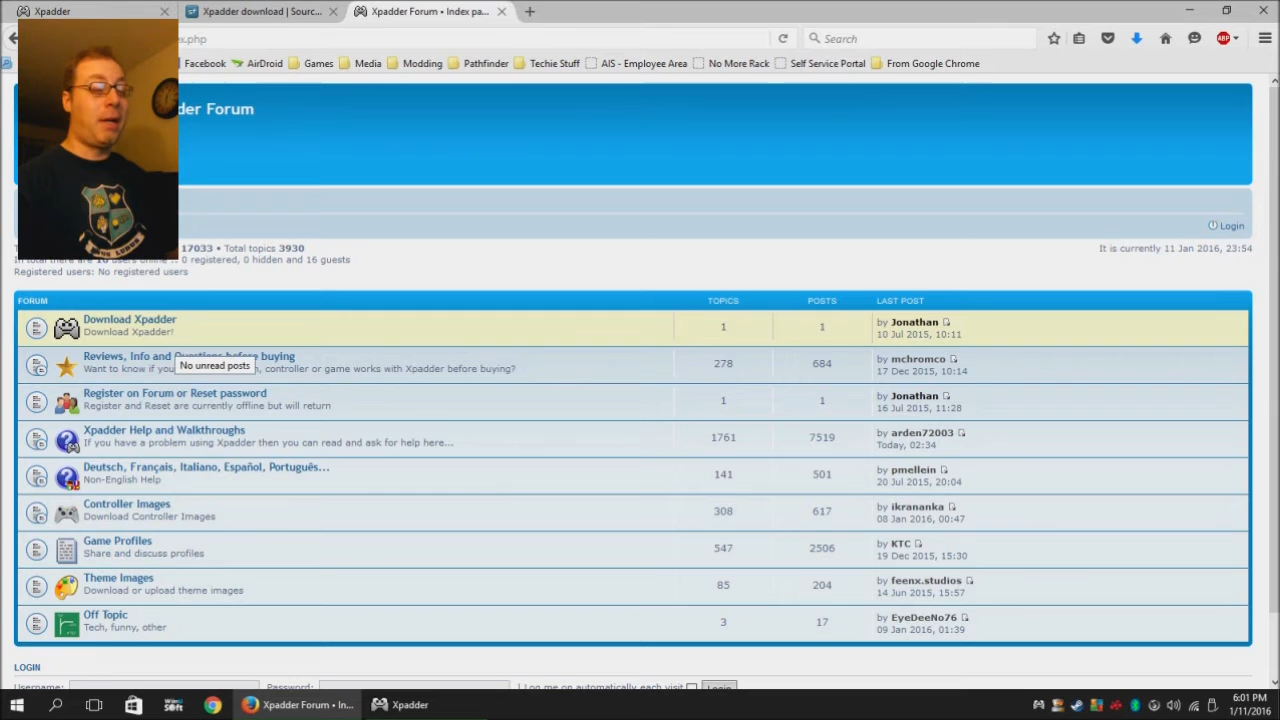 Xpadder
Xpadder download | Sourc...
Xpadder Forum • Index pa...
ex.php
Search
Facebook
AirDroid
Games
Media
Modding
Pathfinder
Techie Stuff
AIS - Employee Area
No More Rack
Self Service Portal
From Google Chrome
der Forum
Login
17033 • Total topics 3930
It is currently 11 Jan 2016, 23:54
In total there are 16 users online :: 0 registered, 0 hidden and 16 guests
Registered users: No registered users
FORUM TOPICS POSTS LAST POST
Download Xpadder
Download Xpadder!
1 1
by Jonathan
10 Jul 2015, 10:11
Reviews, Info and Questions before buying
Want to know if you , controller or game works with Xpadder before buying?
No unread posts
278 684
by mchromco
17 Dec 2015, 10:14
Register on Forum or Reset password
Register and Reset are currently offline but will return
1 1
by Jonathan
16 Jul 2015, 11:28
Xpadder Help and Walkthroughs
If you have a problem using Xpadder then you can read and ask for help here...
1761 7519
by arden72003
Today, 02:34
Deutsch, Français, Italiano, Español, Português...
Non-English Help
141 501
by pmellein
20 Jul 2015, 20:04
Controller Images
Download Controller Images
308 617
by ikrananka
08 Jan 2016, 00:47
Game Profiles
Share and discuss profiles
547 2506
by KTC
19 Dec 2015, 15:30
Theme Images
Download or upload theme images
85 204
by feenx.studios
14 Jun 2015, 15:57
Off Topic
Tech, funny, other
3 17
by EyeDeeNo76
09 Jan 2016, 01:39
LOGIN
Username: Password: | Log me on automatically each visit Login
Xpadder Forum • In...
Xpadder
6:01 PM
1/11/2016